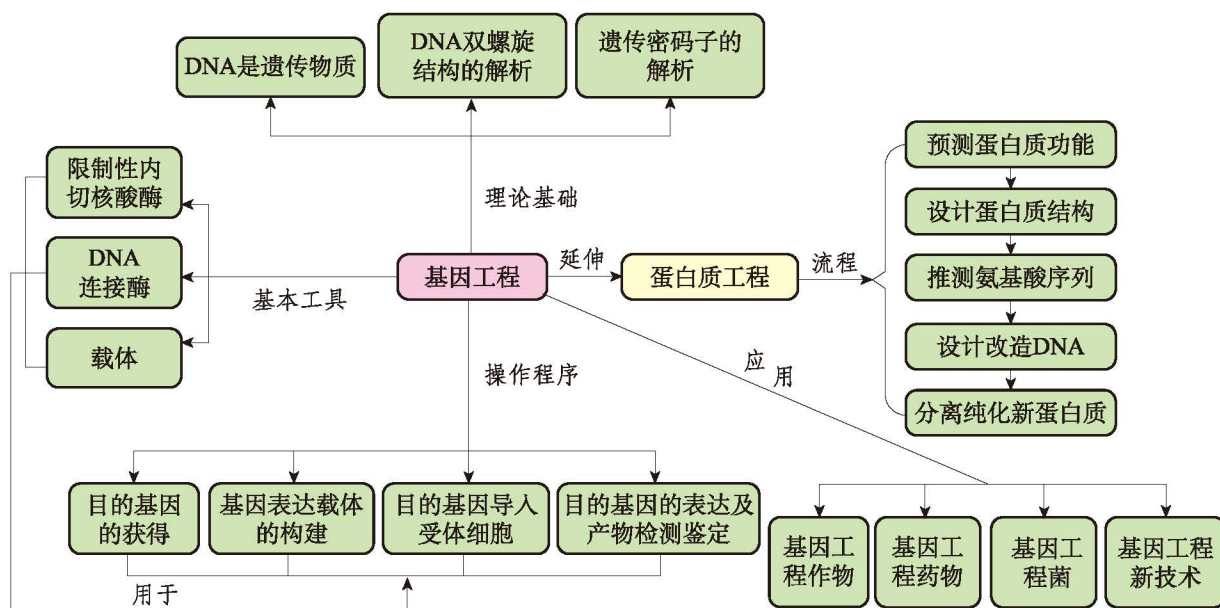 DNA是遗传物质
DNA双螺旋
结构的解析
遗传密码子的
解析
理论基础
限制性内
切核酸酶
DNA
连接酶
载体
基本工具
基因工程
延伸
蛋白质工程
流程
预测蛋白质功能
设计蛋白质结构
推测氨基酸序列
设计改造DNA
分离纯化新蛋白质
操作程序
应用
目的基因
的获得
基因表达载体
的构建
目的基因导入
受体细胞
目的基因的表达及
产物检测鉴定
用于
基因工
程作物
基因工
程药物
基因工
程菌
基因工程
新技术